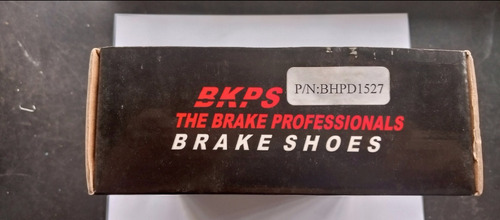 BKPS P/N:BHPD1527
THE BRAKE PROFESSIONALS
BRAKE SHOES